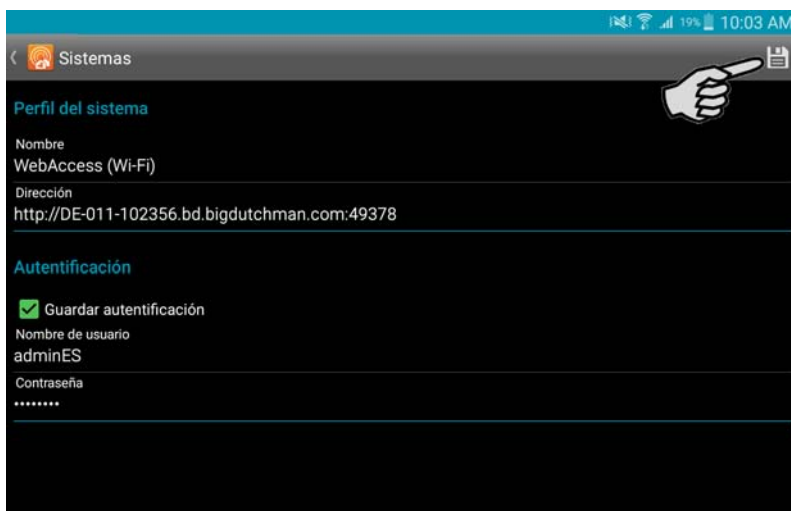 19% 10:03 AM
Sistemas
Perfil del sistema
Nombre
WebAccess (Wi-Fi)
Dirección
http://DE-011-102356.bd.bigdutchman.com:49378
Autentificación
Guardar autentificación
Nombre de usuario
adminES
Contraseña
••••••••